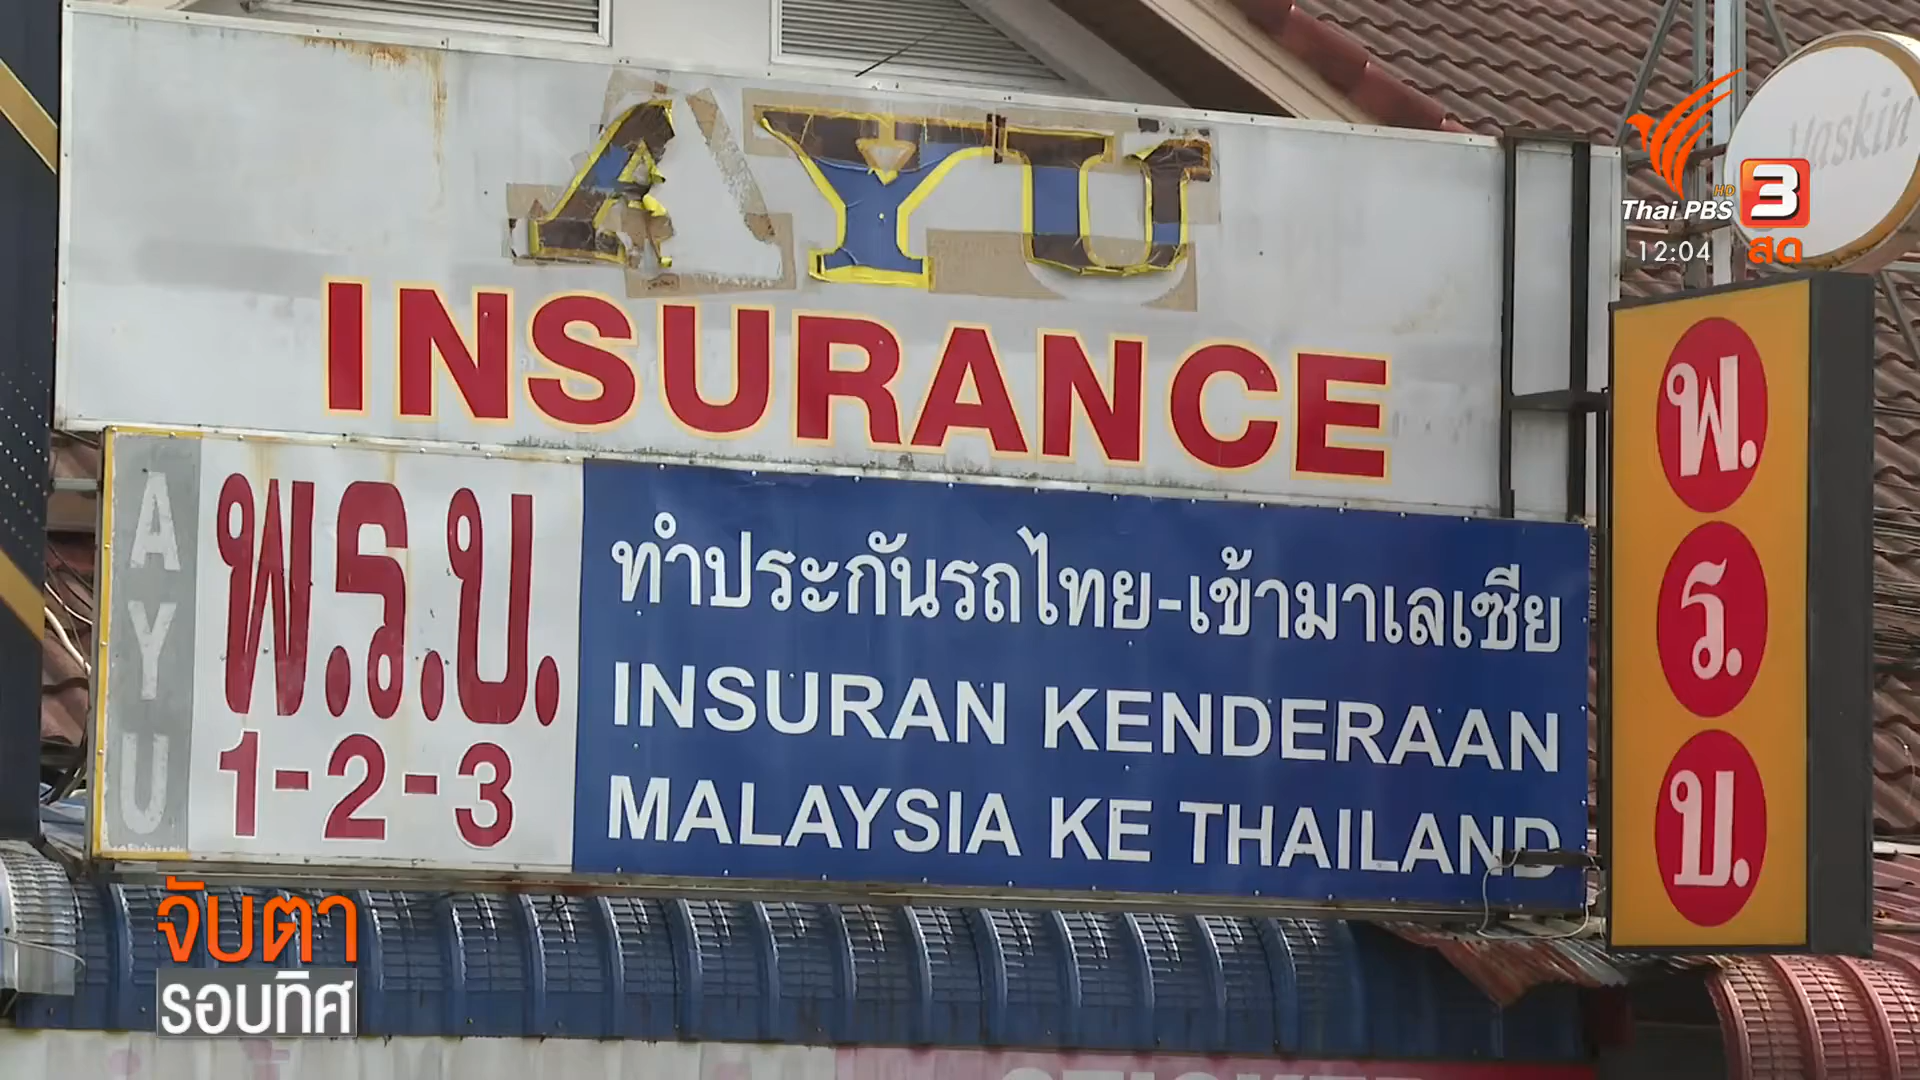 AYU
INSURANCE
AYU
พ.ร.บ.
1-2-3
ทำประกันรถไทย-เข้ามาเลเซีย
INSURAN KENDERAAN
MALAYSIA KE THAILAND
พ.
ร.
บ.
Maskin
Thai PBS
HD
3
12:04
สด
จับตา
รอบทิศ